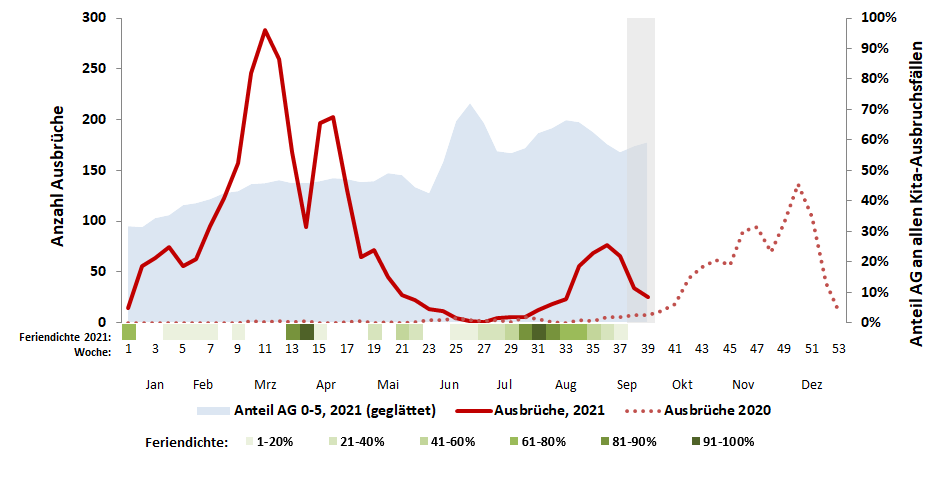 300
250
200
150
100
50
0
Anzahl Ausbrüche
100%
90%
80%
70%
60%
50%
40%
30%
20%
10%
0%
Anteil AG an allen Kita-Ausbruchsfällen
Feriendichte 2021:
Woche: 1 3 5 7 9 11 13 15 17 19 21 23 25 27 29 31 33 35 37 39 41 43 45 47 49 51 53
Jan Feb Mrz Apr Mai Jun Jul Aug Sep Okt Nov Dez
Anteil AG 0-5, 2021 (geglättet) Ausbrüche, 2021 Ausbrüche 2020
Feriendichte: 1-20% 21-40% 41-60% 61-80% 81-90% 91-100%